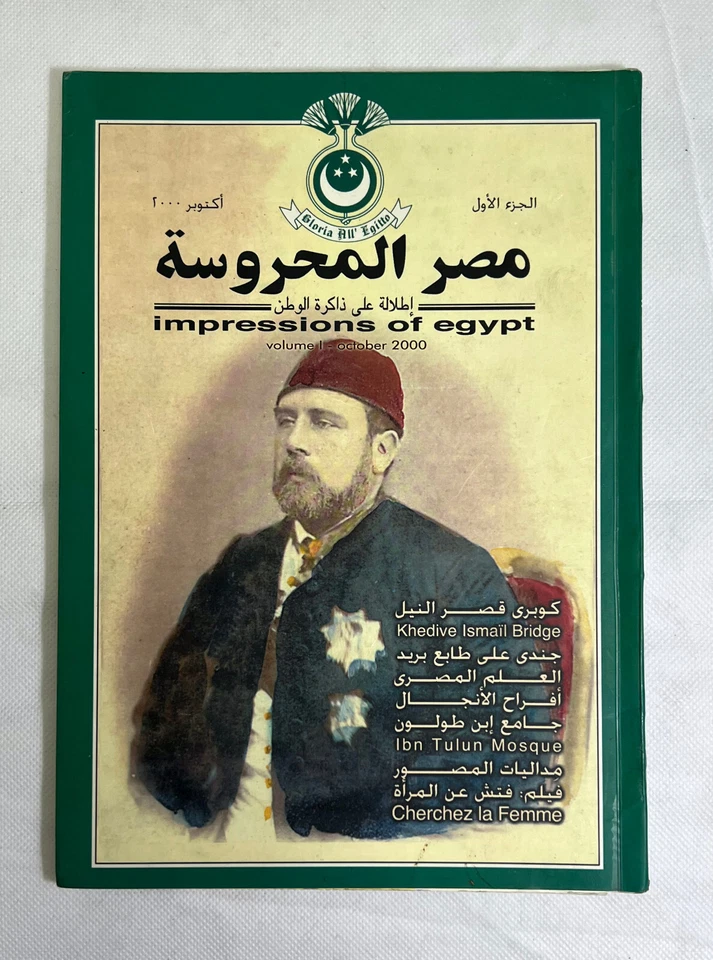 Gloria All' Egitto
الجزء الأول
أكتوبر ٢٠٠٠
مصر المحروسة
إطلالة على ذاكرة الوطن
impressions of egypt
volume I - october 2000
كوبرى قصر النيل
Khedive Ismaïl Bridge
جندى على طابع بريد
العلم المصرى
أفراح الأنجال
جامع إبن طولون
Ibn Tulun Mosque
مداليات المصور
فيلم: فتش عن المرأة
Cherchez la Femme